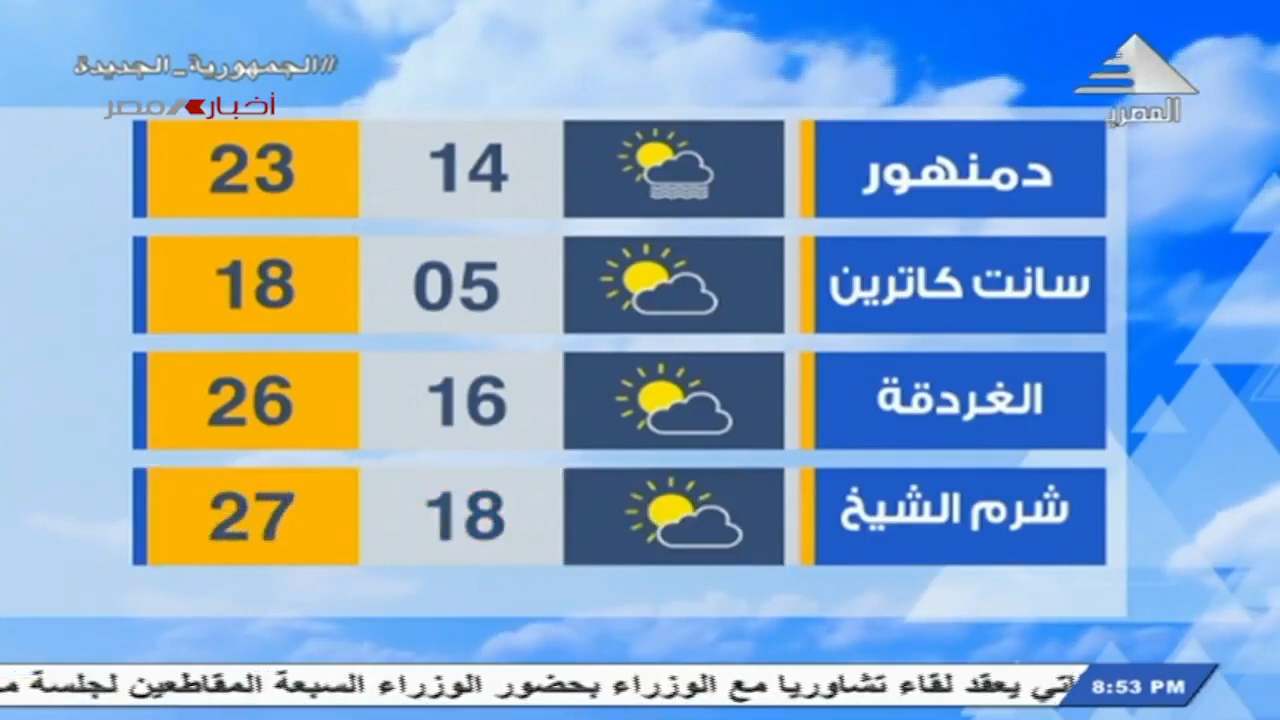 #الجمهورية_الجديدة
أخبار مصر
المصرية
دمنهور 14 23
سانت كاترين 05 18
الغردقة 16 26
شرم الشيخ 18 27
8:53 PM يعقد لقاء تشاوريا مع الوزراء بحضور الوزراء السبعة المقاطعين لجلسة